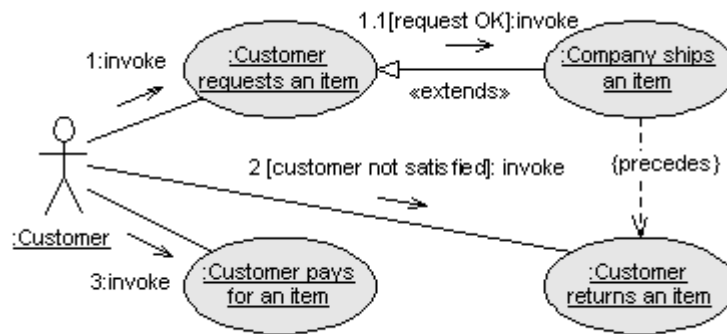 1.1[request OK]:invoke
1:invoke
:Customer
requests an item
:Company ships
an item
«extends»
2 [customer not satisfied]: invoke
{precedes}
:Customer
3:invoke
:Customer pays
for an item
:Customer
returns an item